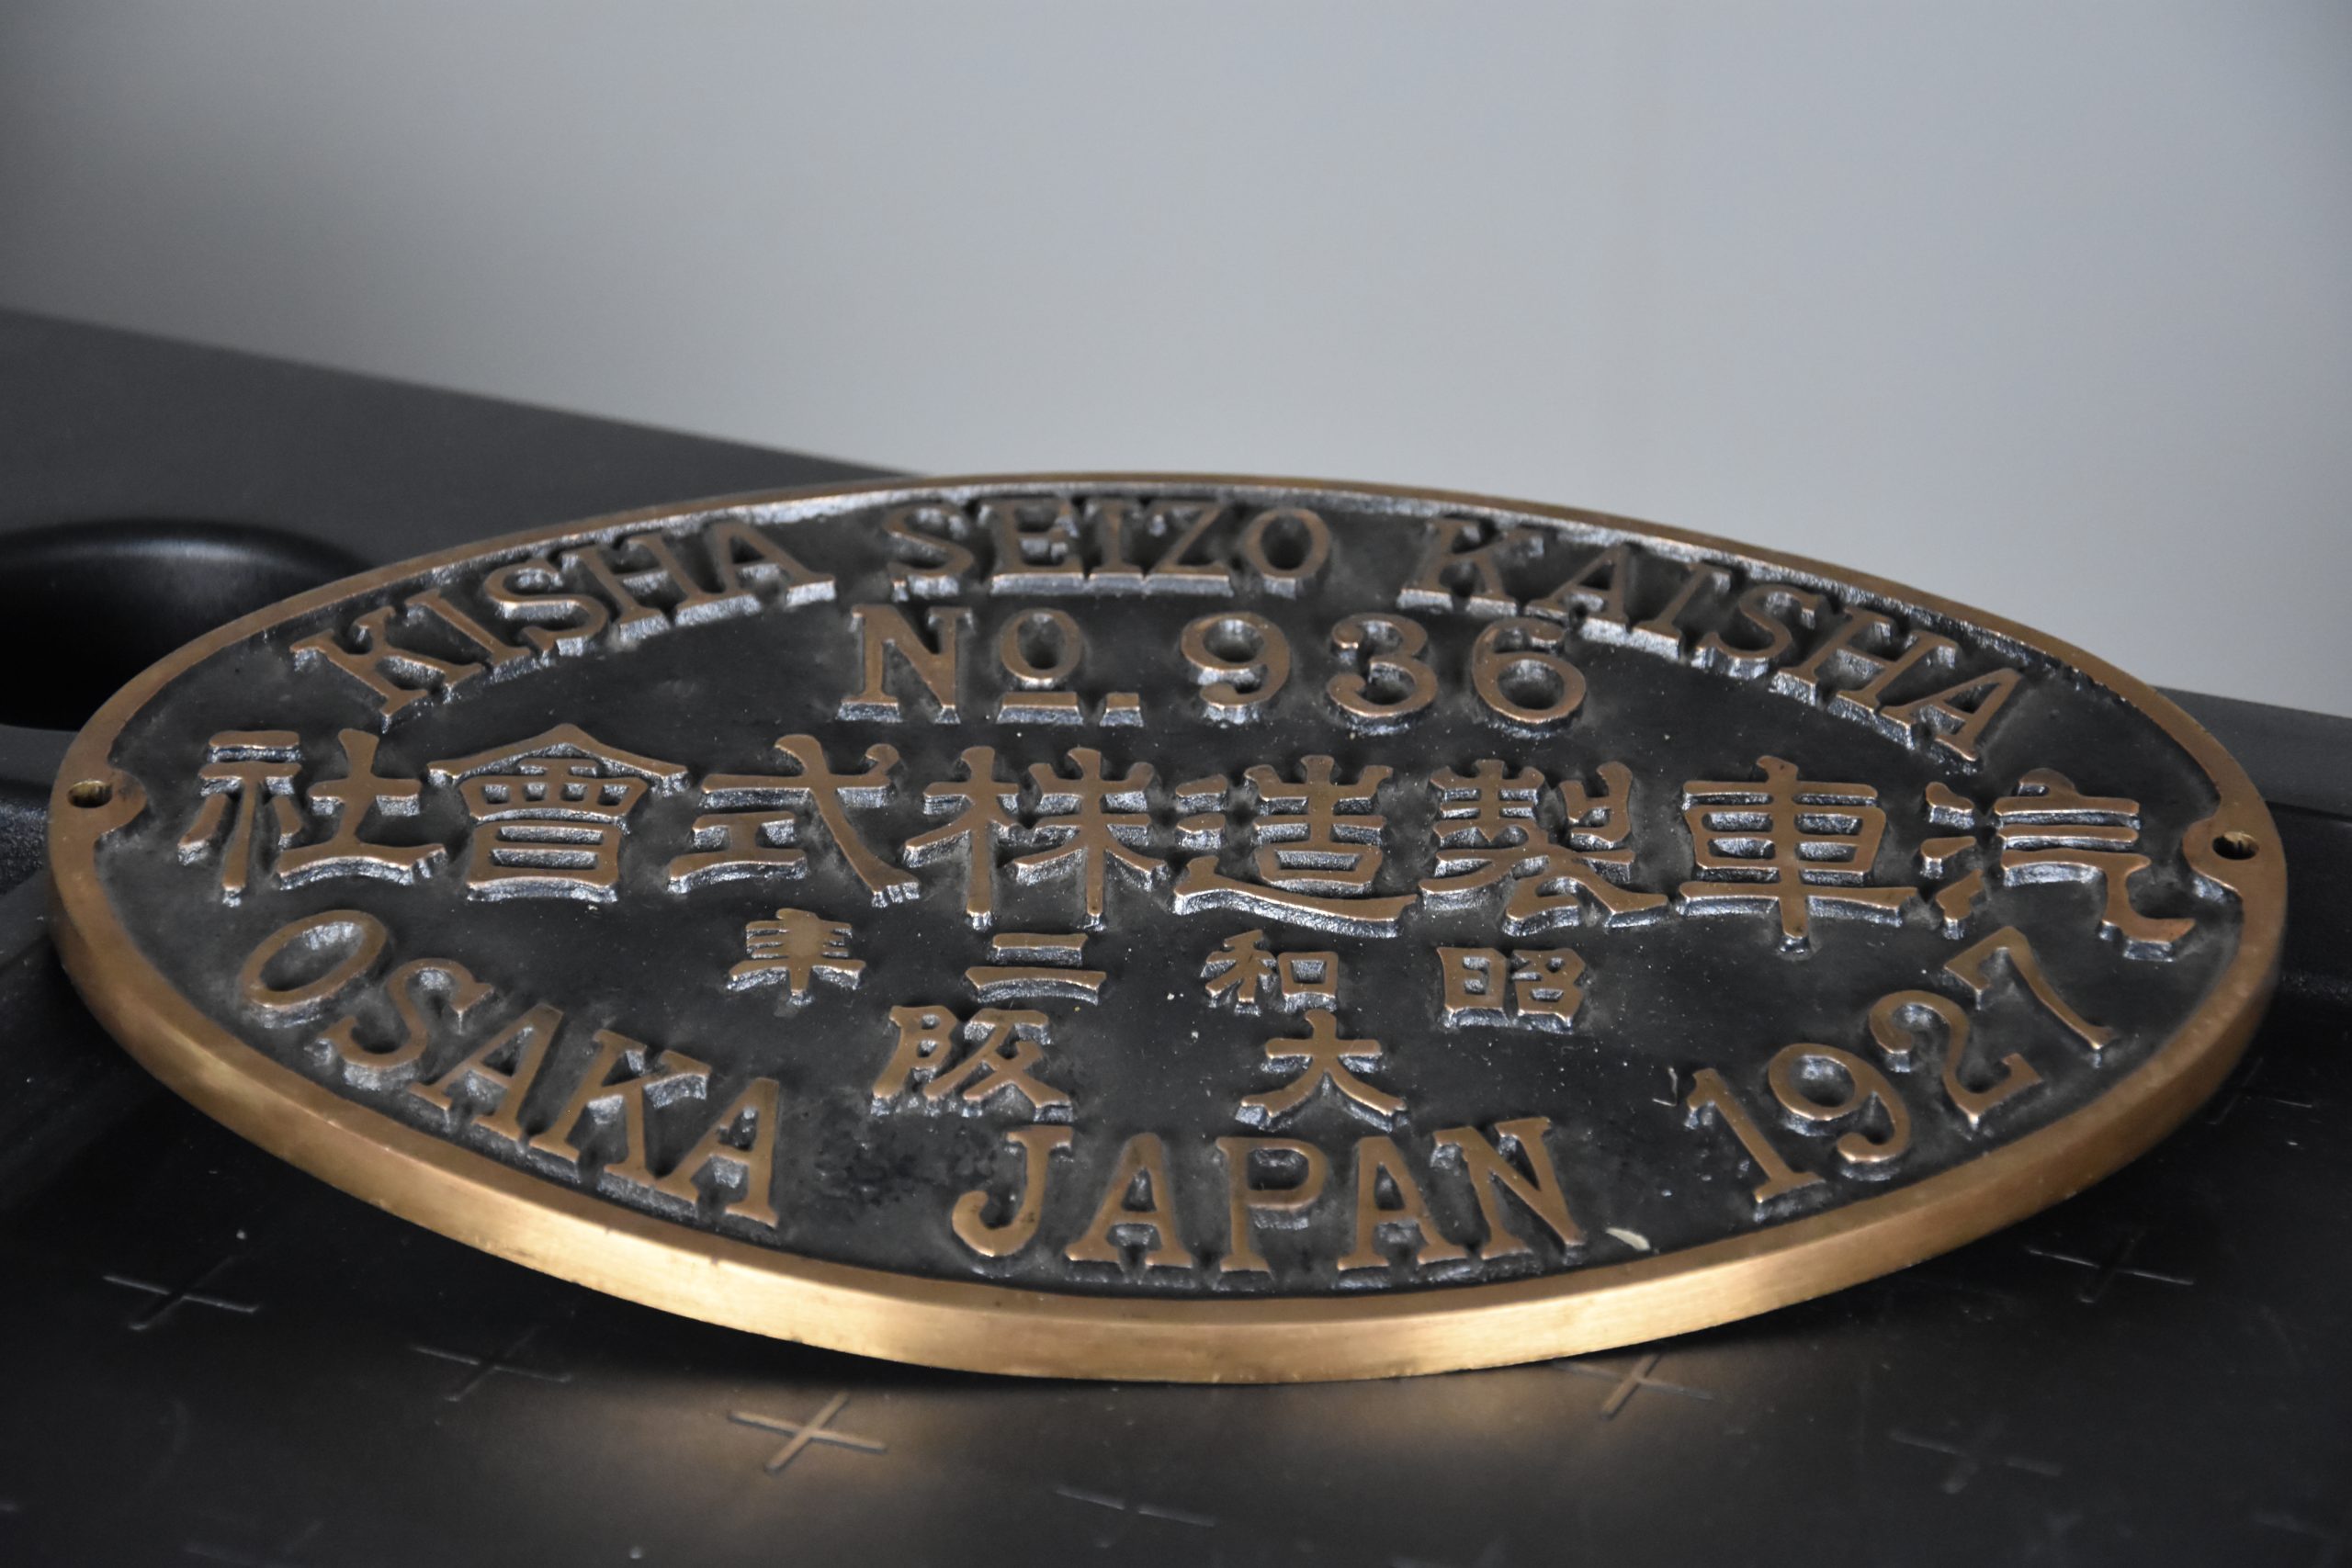 KISHA SEIZO KAISHA
No. 936
汽車製造株式會社
昭和二年
大阪
OSAKA JAPAN 1927